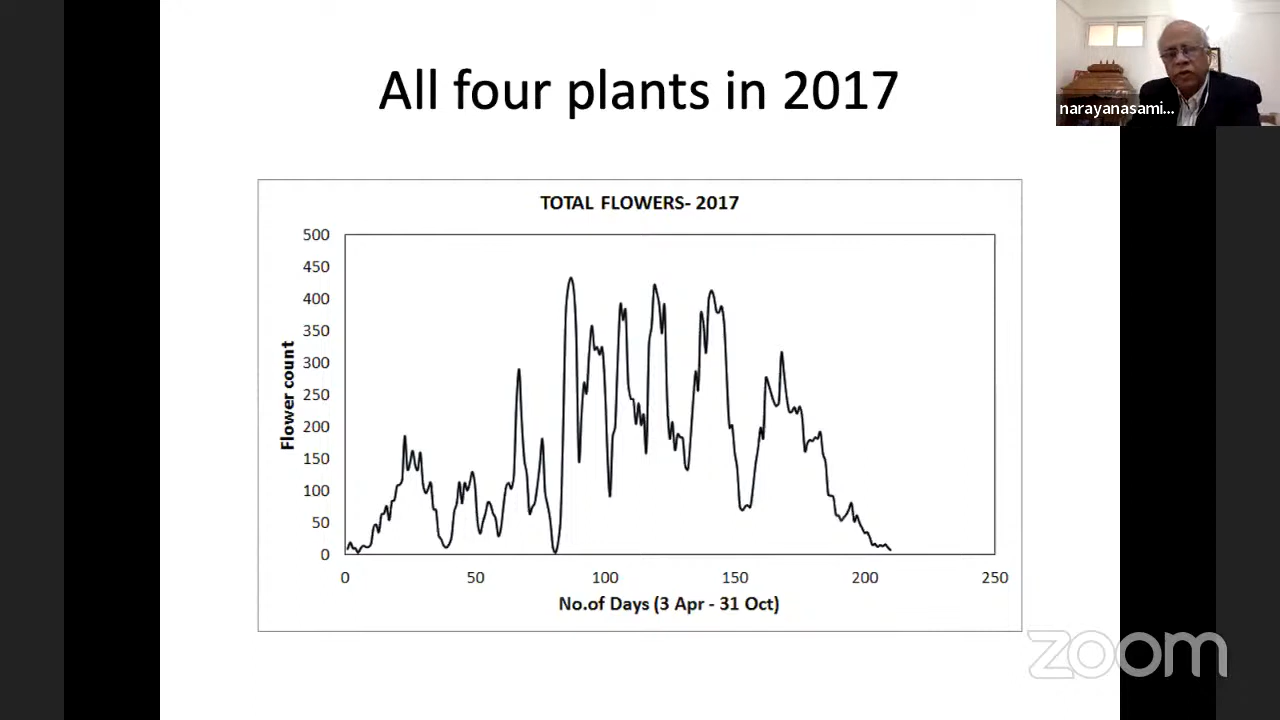 All four plants in 2017
narayanasami...
TOTAL FLOWERS- 2017
500
450
400
350
300
250
200
150
100
50
0
Flower count
0 50 100 150 200 250
No.of Days (3 Apr - 31 Oct)
zoom